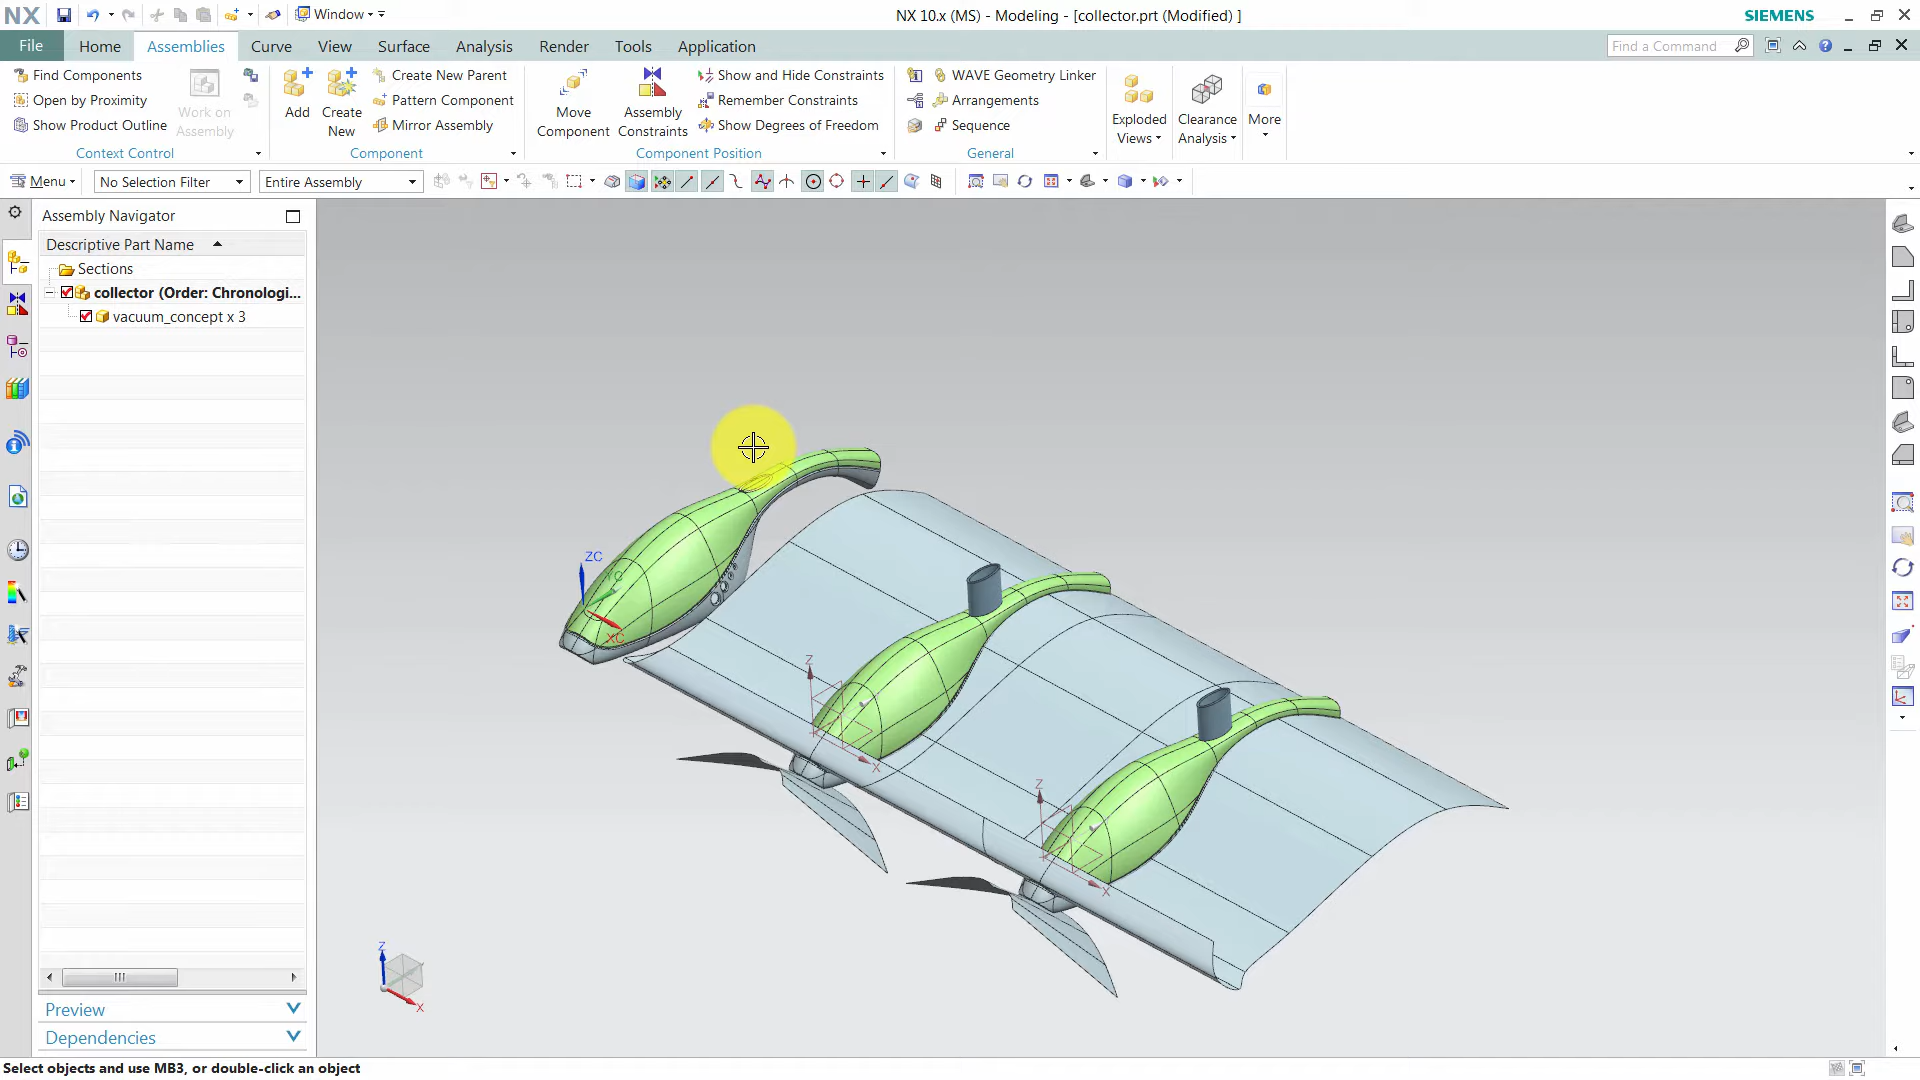 NX Window NX 10.x (MS) - Modeling - [collector.prt (Modified) ] SIEMENS
File Home Assemblies Curve View Surface Analysis Render Tools Application Find a Command
Find Components
Open by Proximity
Show Product Outline
Work on
Assembly
Context Control
Add
Create
New
Create New Parent
Pattern Component
Mirror Assembly
Component
Move
Component
Assembly
Constraints
Show and Hide Constraints
Remember Constraints
Show Degrees of Freedom
Component Position
WAVE Geometry Linker
Arrangements
Sequence
General
Exploded
Views
Clearance
Analysis
More
Menu No Selection Filter Entire Assembly
Assembly Navigator
Descriptive Part Name
Sections
collector (Order: Chronologi...
vacuum_concept x 3
ZC
YC
XC
Z
X
Z
X
Z
X
Preview
Dependencies
Select objects and use MB3, or double-click an object